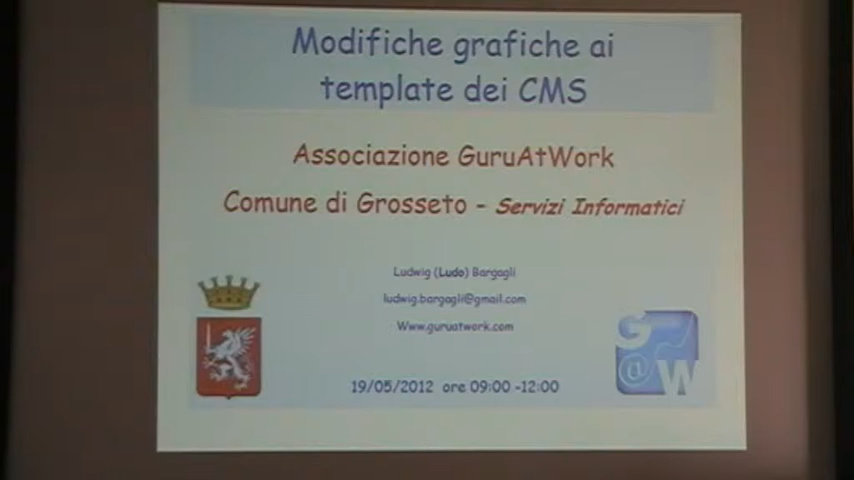 Modifiche grafiche ai
template dei CMS
Associazione GuruAtWork
Comune di Grosseto - Servizi Informatici
Ludwig (Ludo) Bargagli
ludwig.bargagli@gmail.com
Www.guruatwork.com
19/05/2012 ore 09:00 -12:00
G
@W